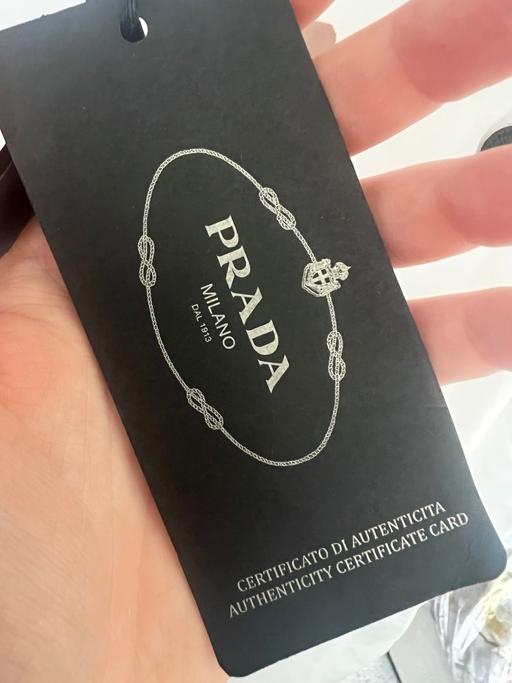 PRADA
MILANO
DAL 1913
CERTIFICATO DI AUTENTICITA
AUTHENTICITY CERTIFICATE CARD